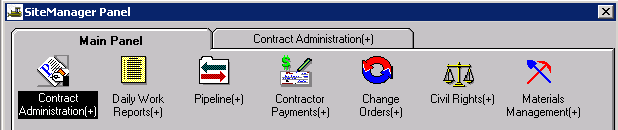 SiteManager Panel
Main Panel
Contract Administration(+)
Contract
Administration(+)
Daily Work
Reports(+)
Pipeline(+)
Contractor
Payments(+)
Change
Orders(+)
Civil Rights(+)
Materials
Management(+)